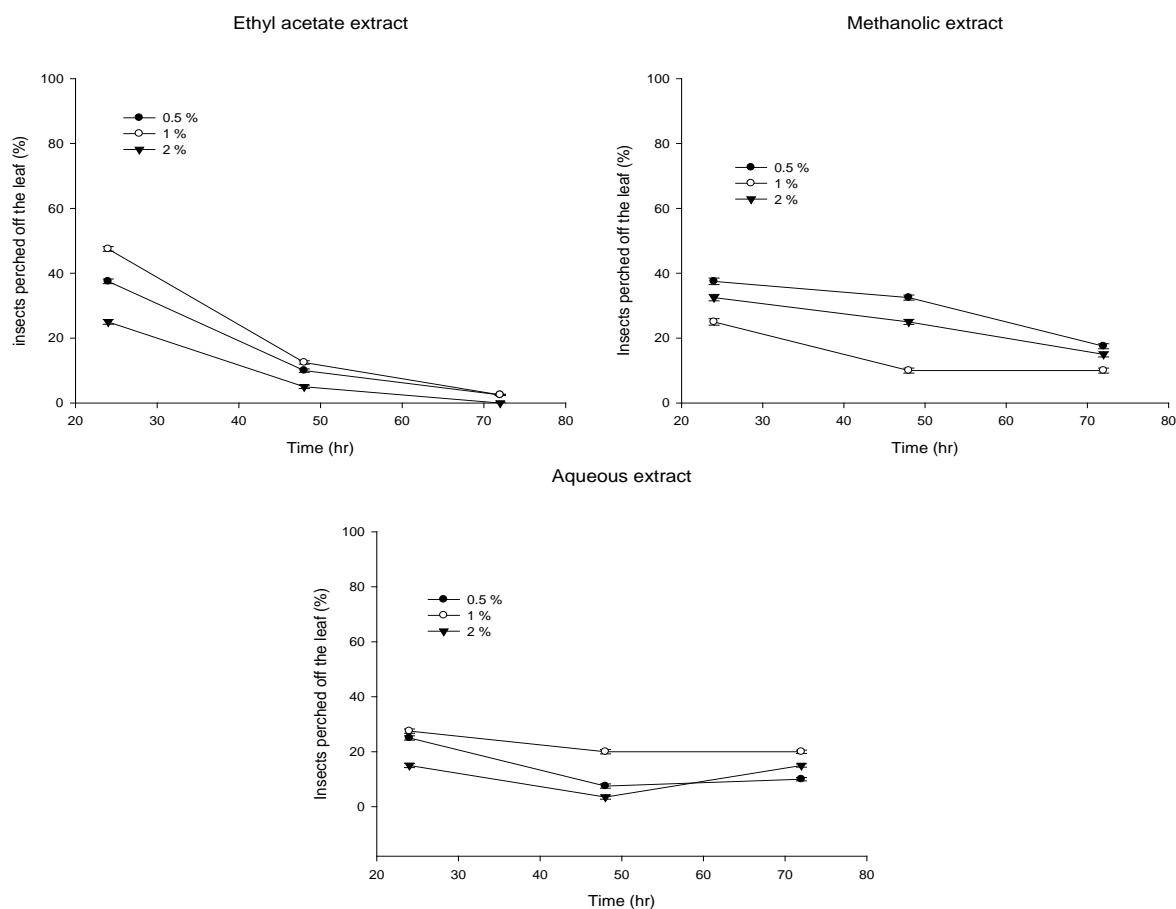 Ethyl acetate extract
insects perched off the leaf (%)
100
80
60
40
20
0
0.5 %
1 %
2 %
20 30 40 50 60 70 80
Time (hr)
Methanolic extract
Insects perched off the leaf (%)
100
80
60
40
20
0
0.5 %
1 %
2 %
20 30 40 50 60 70 80
Time (hr)
Aqueous extract
Insects perched off the leaf (%)
100
80
60
40
20
0
0.5 %
1 %
2 %
20 30 40 50 60 70 80
Time (hr)